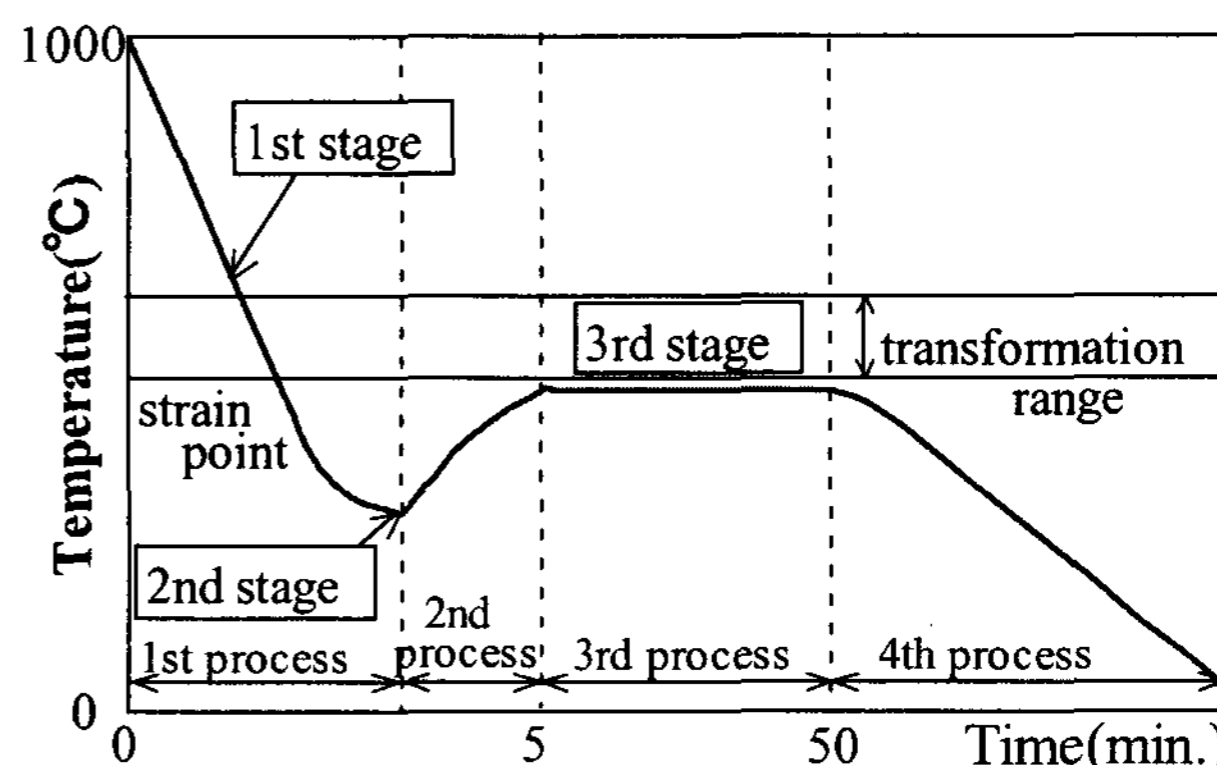 1000
1st stage
3rd stage
transformation
range
strain
point
2nd stage
2nd
process
1st process
3rd process
4th process
Temperature(℃)
0
0
5
50
Time(min.)